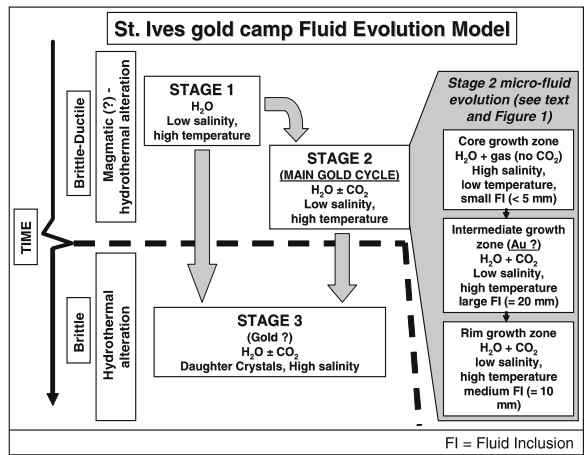 St. Ives gold camp Fluid Evolution Model
TIME
Brittle-Ductile
Magmatic (?) -
hydrothermal alteration
Brittle
Hydrothermal
alteration
STAGE 1
H₂O
Low salinity,
high temperature
STAGE 2
(MAIN GOLD CYCLE)
H₂O ± CO₂
Low salinity,
high temperature
STAGE 3
(Gold ?)
H₂O ± CO₂
Daughter Crystals, High salinity
Stage 2 micro-fluid
evolution (see text
and Figure 1)
Core growth zone
H₂O + gas (no CO₂)
High salinity,
low temperature,
small FI (< 5 mm)
Intermediate growth
zone (Au ?)
H₂O + CO₂
Low salinity,
high temperature
large FI (= 20 mm)
Rim growth zone
H₂O + CO₂
low salinity,
high temperature
medium FI (= 10
mm)
FI = Fluid Inclusion